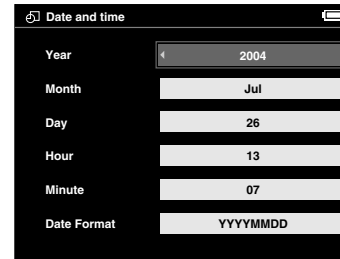 Date and time
Year 2004
Month Jul
Day 26
Hour 13
Minute 07
Date Format YYYYMMDD